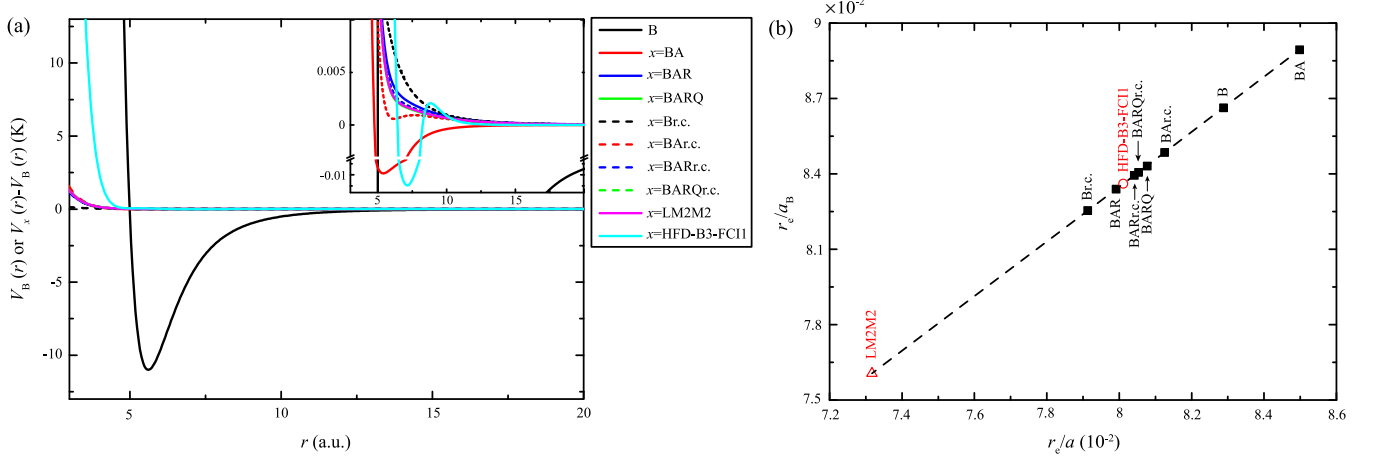 (a)
V_B (r) or V_x (r)-V_B (r) (K)
10
5
0
-5
-10
5
10
15
20
r (a.u.)
0.005
0
-0.01
5
10
15
20
B
x=BA
x=BAR
x=BARQ
x=Br.c.
x=BAr.c.
x=BARr.c.
x=BARQr.c.
x=LM2M2
x=HFD-B3-FCI1
(b)
×10⁻²
r_e/a_B
9
8.7
8.4
8.1
7.8
7.5
7.2
7.4
7.6
7.8
8
8.2
8.4
8.6
r_e/a (10⁻²)
LM2M2
Br.c.
BAR
HFD-B3-FCI1
BARr.c.
BARQr.c.
BARQ
BAr.c.
B
BA